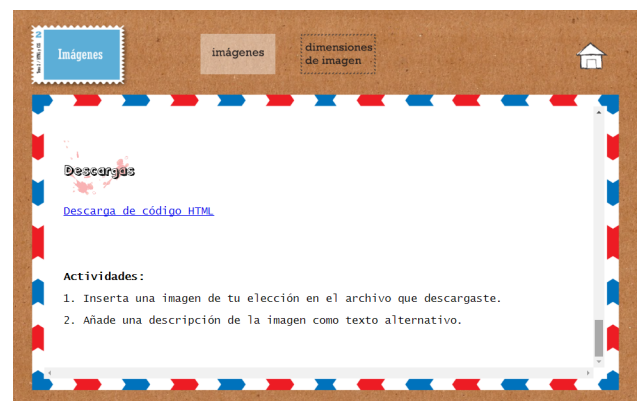 2
Imágenes
imágenes
dimensiones
de imagen
Descargas
Descarga de código HTML
Actividades:
1. Inserta una imagen de tu elección en el archivo que descargaste.
2. Añade una descripción de la imagen como texto alternativo.